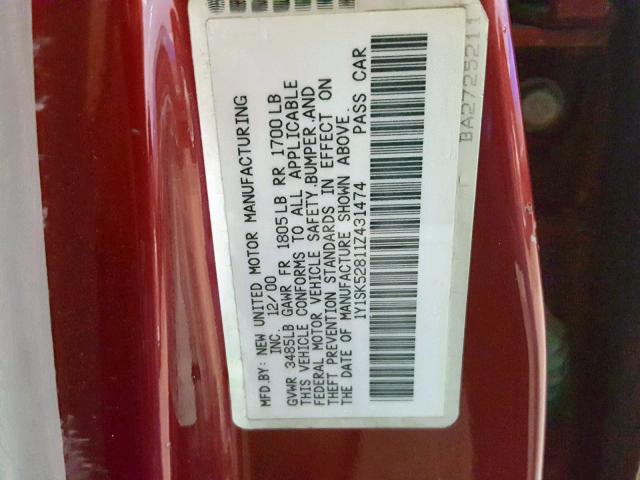 MFD.BY: NEW UNITED MOTOR MANUFACTURING
INC. 12/00
GVWR 3485LB GAWR FR 1805LB RR 1700LB
THIS VEHICLE CONFORMS TO ALL APPLICABLE
FEDERAL MOTOR VEHICLE SAFETY,BUMPER,AND
THEFT PREVENTION STANDARDS IN EFFECT ON
THE DATE OF MANUFACTURE SHOWN ABOVE.
1Y1SK52811Z431474 PASS CAR
BA2725211